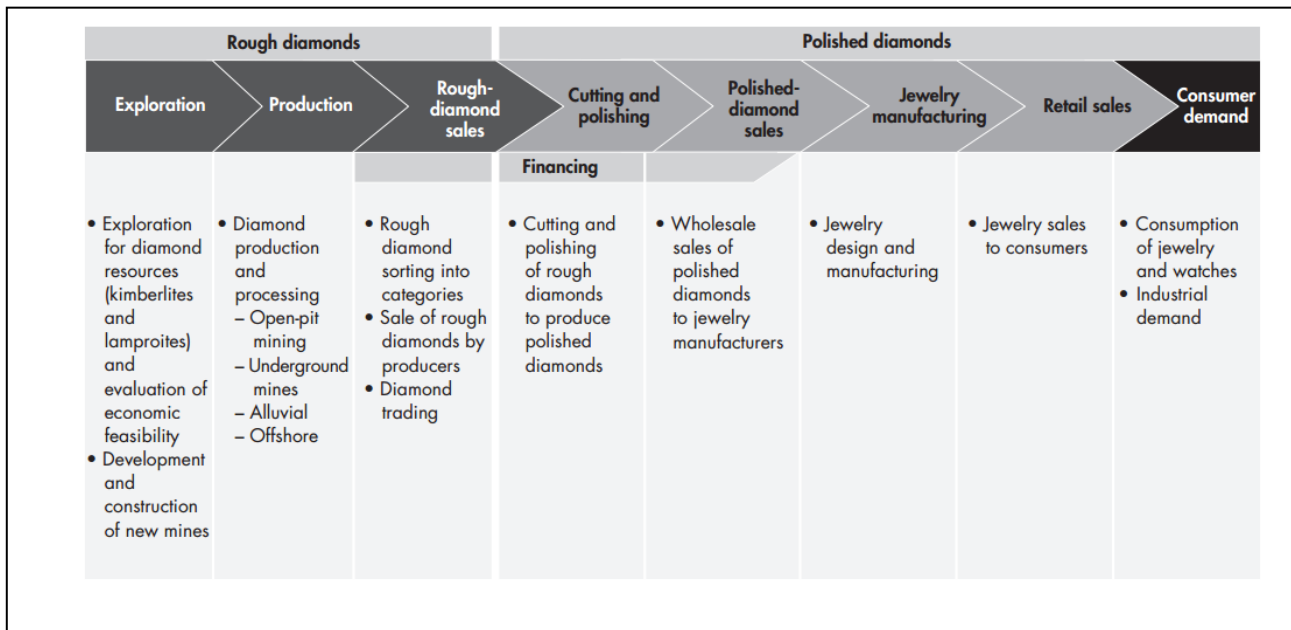 Rough diamonds
Polished diamonds
Exploration
Production
Rough-
diamond
sales
Cutting and
polishing
Polished-
diamond
sales
Jewelry
manufacturing
Retail sales
Consumer
demand
Financing
• Exploration
for diamond
resources
(kimberlites
and
lamproites)
and
evaluation of
economic
feasibility
• Development
and
construction
of new mines
• Diamond
production
and
processing
– Open-pit
mining
– Underground
mines
– Alluvial
– Offshore
• Rough
diamond
sorting into
categories
• Sale of rough
diamonds by
producers
• Diamond
trading
• Cutting and
polishing
of rough
diamonds
to produce
polished
diamonds
• Wholesale
sales of
polished
diamonds
to jewelry
manufacturers
• Jewelry
design and
manufacturing
• Jewelry sales
to consumers
• Consumption
of jewelry
and watches
• Industrial
demand